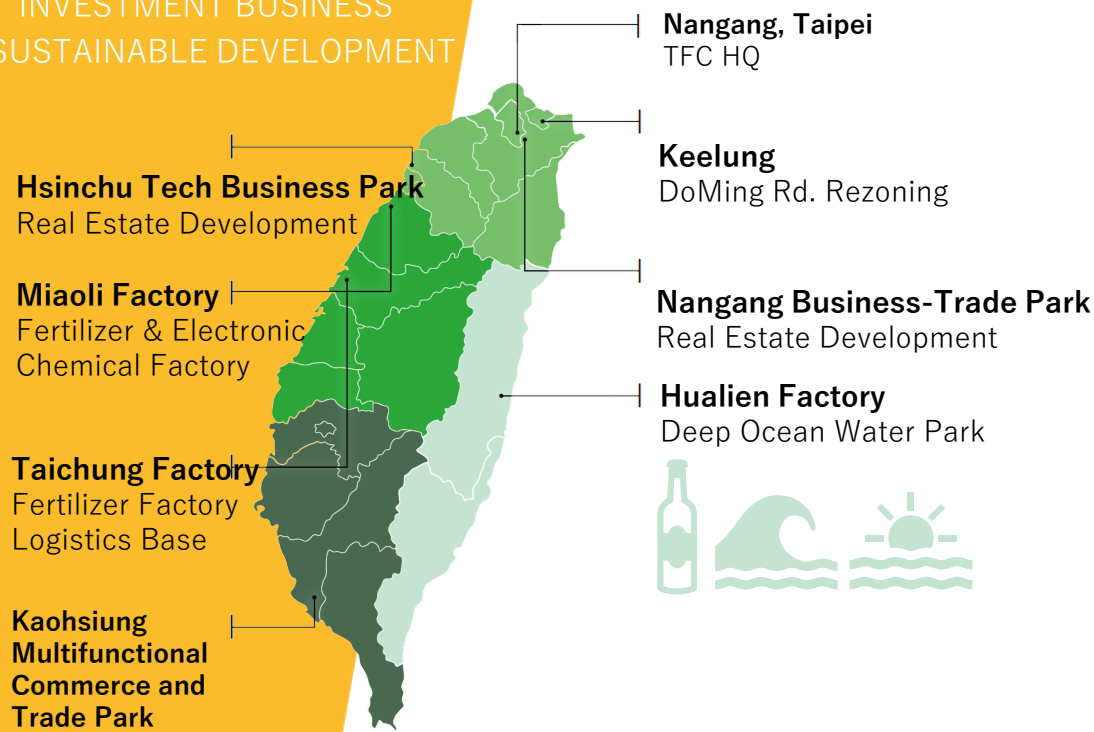 INVESTMENT BUSINESS
SUSTAINABLE DEVELOPMENT
Hsinchu Tech Business Park
Real Estate Development
Miaoli Factory
Fertilizer & Electronic
Chemical Factory
Taichung Factory
Fertilizer Factory
Logistics Base
Kaohsiung
Multifunctional
Commerce and
Trade Park
Nangang, Taipei
TFC HQ
Keelung
DoMing Rd. Rezoning
Nangang Business-Trade Park
Real Estate Development
Hualien Factory
Deep Ocean Water Park